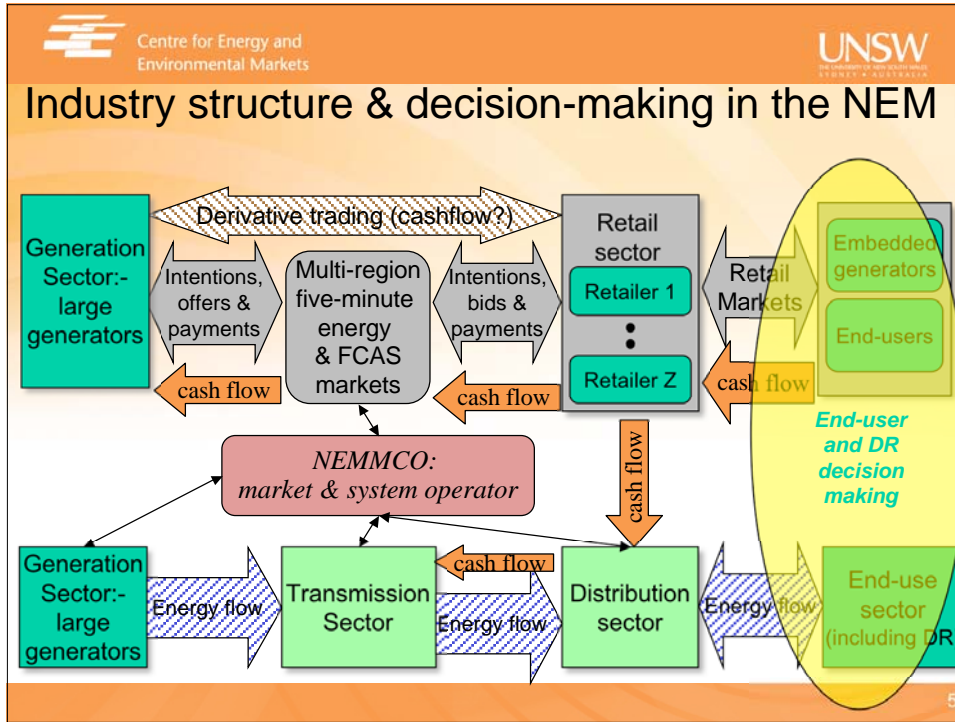 Centre for Energy and
Environmental Markets
UNSW
THE UNIVERSITY OF NEW SOUTH WALES
SYDNEY • AUSTRALIA
Industry structure & decision-making in the NEM
Generation
Sector:-
large
generators
Derivative trading (cashflow?)
Intentions,
offers &
payments
Multi-region
five-minute
energy
& FCAS
markets
Intentions,
bids &
payments
Retail
sector
Retailer 1
Retailer Z
Retail
Markets
Embedded
generators
End-users
cash flow
cash flow
cash flow
End-user
and DR
decision
making
NEMMCO:
market & system operator
cash flow
Generation
Sector:-
large
generators
Energy flow
Transmission
Sector
cash flow
Energy flow
Distribution
sector
Energy flow
End-use
sector
(including DR
5